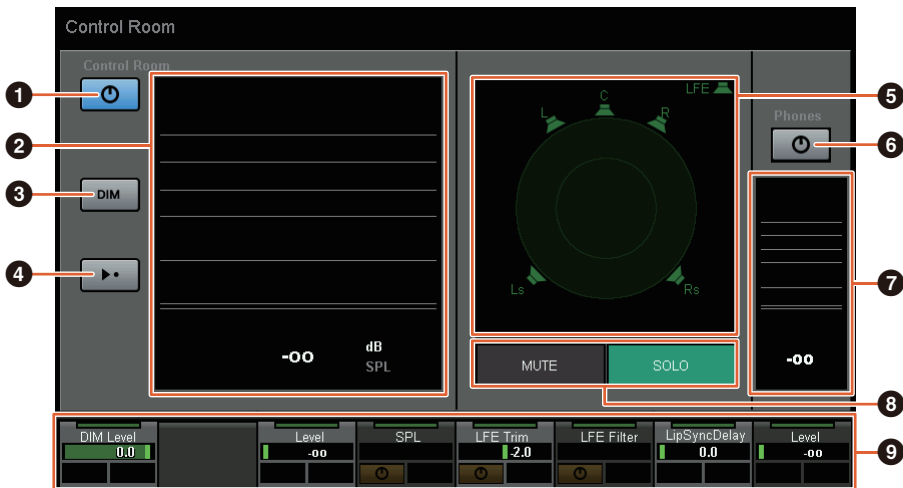 Control Room
Control Room
1
2
DIM
3
4
-oo
dB
SPL
LFE
C
L
R
Ls
Rs
5
Phones
6
7
-oo
MUTE
SOLO
8
DIM Level
0.0
Level
-oo
SPL
LFE Trim
-2.0
LFE Filter
LipSyncDelay
0.0
Level
-oo
9